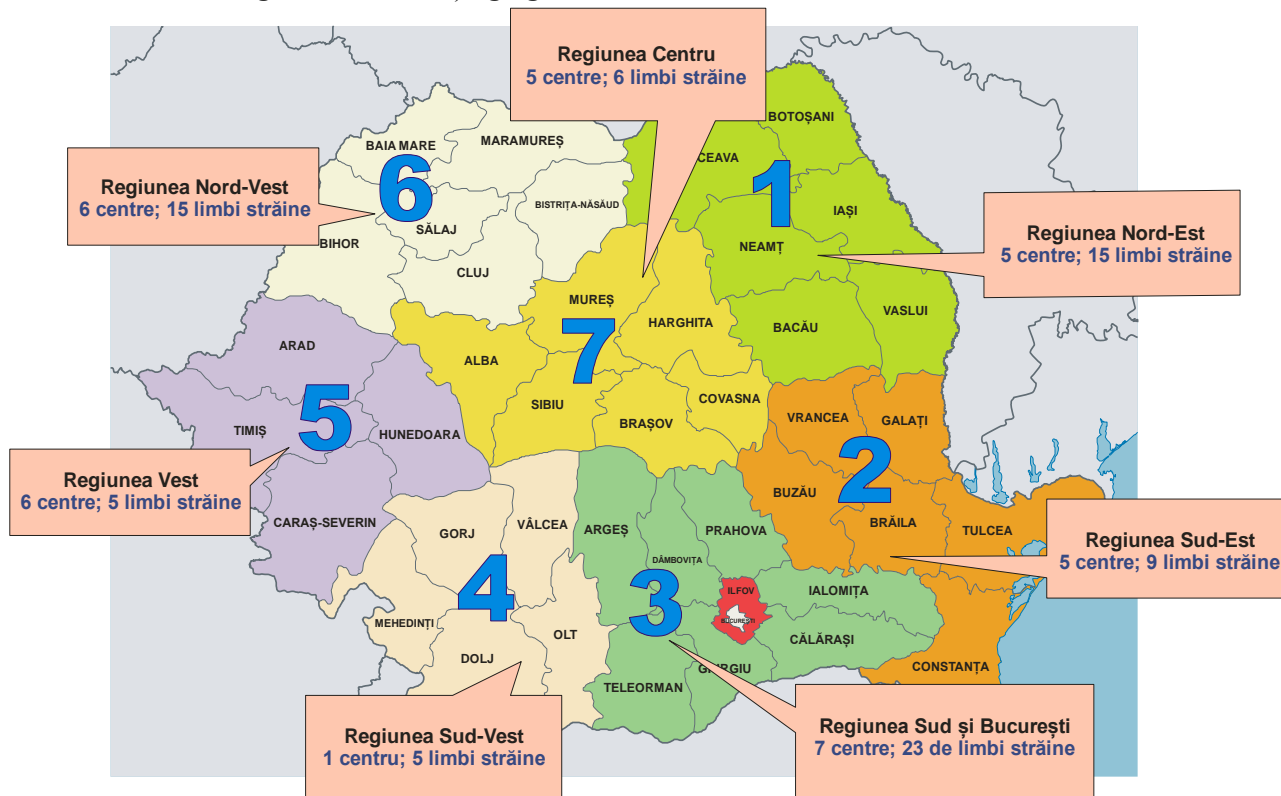 Regiunea Centru
5 centre; 6 limbi străine
BOTOȘANI
MARAMUREȘ
BAIA MARE
CEAVA
6
1
Regiunea Nord-Vest
6 centre; 15 limbi străine
BISTRIȚA-NĂSĂUD
IAȘI
SĂLAJ
BIHOR
NEAMȚ
Regiunea Nord-Est
5 centre; 15 limbi străine
CLUJ
MUREȘ
VASLUI
HARGHITA
BACĂU
ARAD
7
ALBA
COVASNA
SIBIU
BRAȘOV
VRANCEA
GALAȚI
5
TIMIȘ
HUNEDOARA
2
Regiunea Vest
6 centre; 5 limbi străine
BUZĂU
CARAȘ-SEVERIN
VÂLCEA
ARGEȘ
PRAHOVA
BRĂILA
TULCEA
GORJ
DÂMBOVIȚA
Regiunea Sud-Est
5 centre; 9 limbi străine
4
3
ILFOV
IALOMIȚA
BUCUREȘTI
MEHEDINȚI
OLT
CĂLĂRAȘI
DOLJ
GIURGIU
CONSTANȚA
TELEORMAN
Regiunea Sud-Vest
1 centru; 5 limbi străine
Regiunea Sud și București
7 centre; 23 de limbi străine